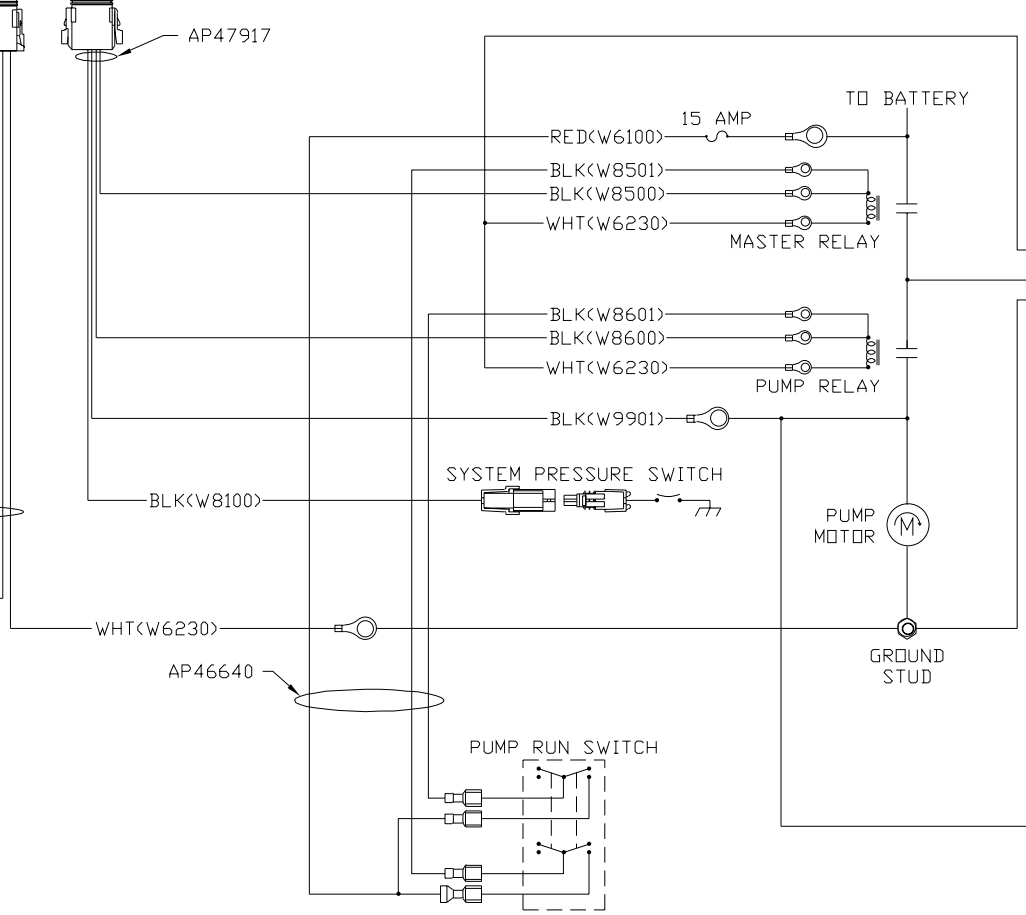 AP47917
TO BATTERY
15 AMP
RED(W6100)
BLK(W8501)
BLK(W8500)
WHT(W6230)
MASTER RELAY
BLK(W8601)
BLK(W8600)
WHT(W6230)
PUMP RELAY
BLK(W9901)
SYSTEM PRESSURE SWITCH
BLK(W8100)
PUMP
MOTOR
M
WHT(W6230)
GROUND
STUD
AP46640
PUMP RUN SWITCH